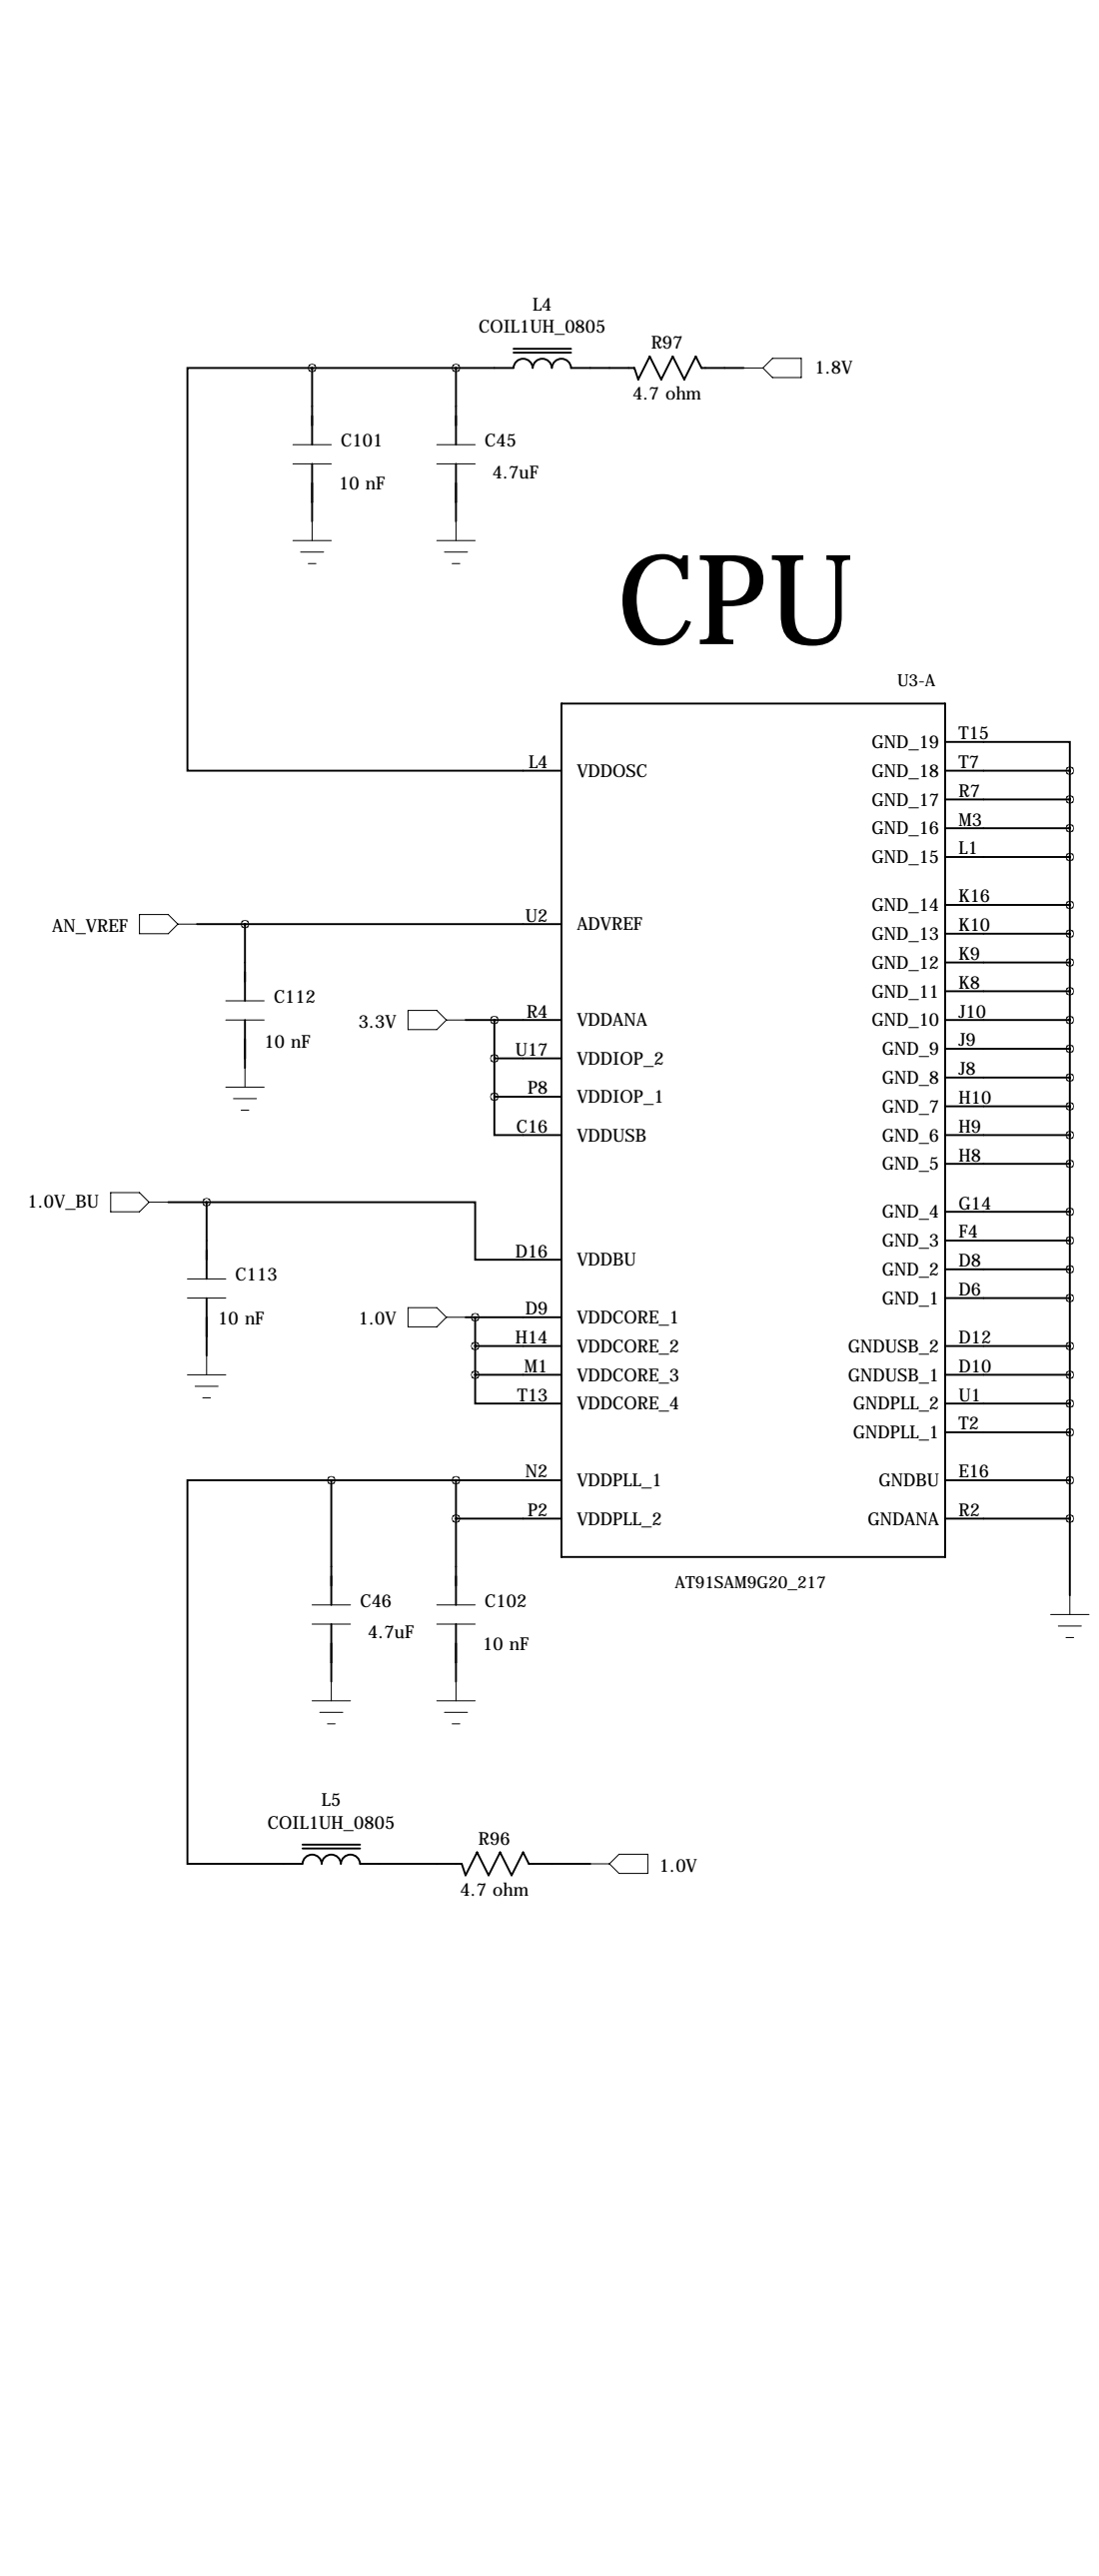 L4
COIL1UH_0805
R97
1.8V
4.7 ohm
C101
C45
10 nF
4.7uF
CPU
U3-A
L4
VDDOSC
GND_19
T15
GND_18
T7
GND_17
R7
GND_16
M3
GND_15
L1
AN_VREF
U2
ADVREF
GND_14
K16
GND_13
K10
GND_12
K9
C112
10 nF
GND_11
K8
3.3V
R4
VDDANA
GND_10
J10
U17
VDDIOP_2
GND_9
J9
GND_8
J8
P8
VDDIOP_1
GND_7
H10
C16
VDDUSB
GND_6
H9
GND_5
H8
1.0V_BU
GND_4
G14
GND_3
F4
D16
VDDBU
GND_2
D8
C113
10 nF
GND_1
D6
1.0V
D9
VDDCORE_1
H14
VDDCORE_2
GNDUSB_2
D12
M1
VDDCORE_3
GNDUSB_1
D10
T13
VDDCORE_4
GNDPLL_2
U1
GNDPLL_1
T2
N2
VDDPLL_1
GNDBU
E16
P2
VDDPLL_2
GNDANA
R2
AT91SAM9G20_217
C46
C102
4.7uF
10 nF
L5
COIL1UH_0805
R96
1.0V
4.7 ohm